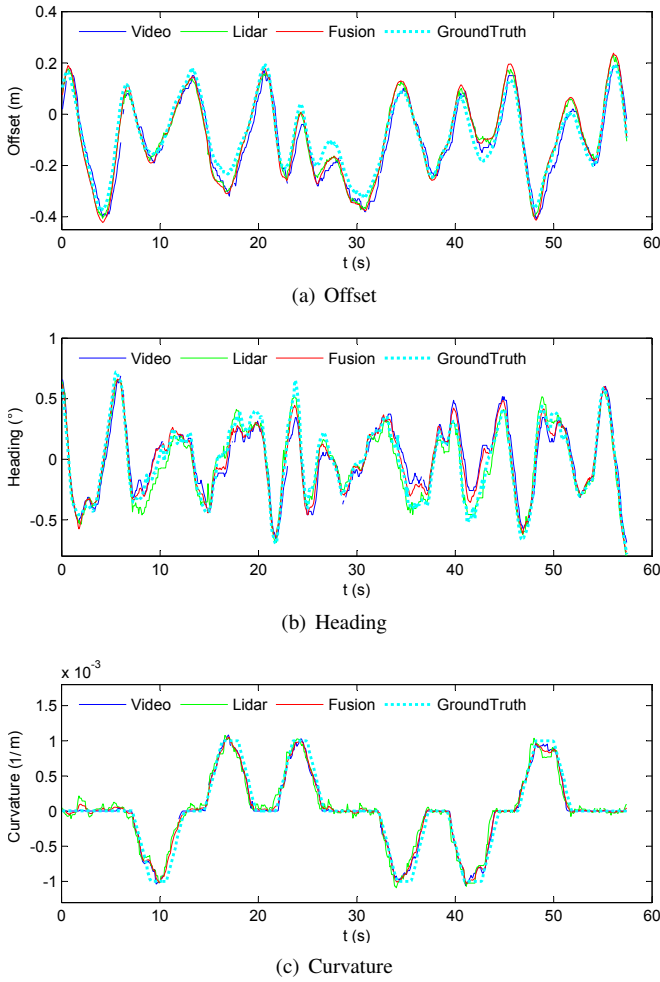 0.4
0.2
0
-0.2
-0.4
Offset (m)
Video Lidar Fusion GroundTruth
0 10 20 30 40 50 60
t (s)
(a) Offset
1
0.5
0
-0.5
Heading (°)
Video Lidar Fusion GroundTruth
0 10 20 30 40 50 60
t (s)
(b) Heading
x 10-3
1.5
1
0.5
0
-0.5
-1
Curvature (1/m)
Video Lidar Fusion GroundTruth
0 10 20 30 40 50 60
t (s)
(c) Curvature